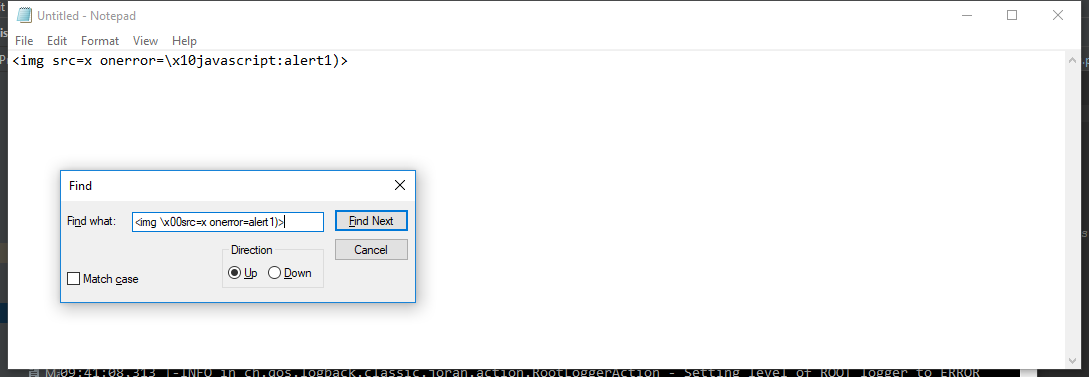 Untitled - Notepad
File Edit Format View Help
<img src=x onerror=\x10javascript:alert1)>
Find
Find what: <img \x00src=x onerror=alert1)> Find Next
Direction Cancel
Up Down
Match case
09:41:08,313 |-INFO in ch.qos.logback.classic.joran.action.RootLoggerAction - Setting level of ROOT logger to ERROR